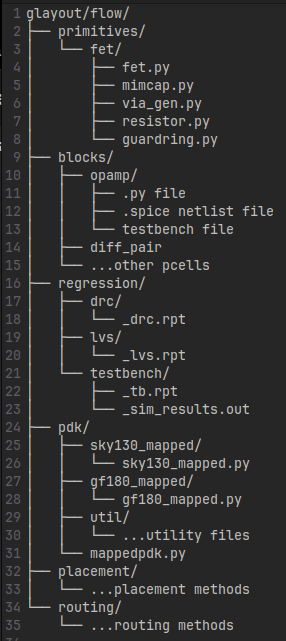 1 glayout/flow/
2 ├── primitives/
3 │   └── fet/
4 │       ├── fet.py
5 │       ├── mimcap.py
6 │       ├── via_gen.py
7 │       ├── resistor.py
8 │       └── guardring.py
9 ├── blocks/
10 │   ├── opamp/
11 │   │   ├── .py file
12 │   │   ├── .spice netlist file
13 │   │   └── testbench file
14 │   ├── diff_pair
15 │   └── ...other pcells
16 ├── regression/
17 │   ├── drc/
18 │   │   └── _drc.rpt
19 │   ├── lvs/
20 │   │   └── _lvs.rpt
21 │   └── testbench/
22 │       ├── _tb.rpt
23 │       └── _sim_results.out
24 ├── pdk/
25 │   ├── sky130_mapped/
26 │   │   └── sky130_mapped.py
27 │   ├── gf180_mapped/
28 │   │   └── gf180_mapped.py
29 │   ├── util/
30 │   │   └── ...utility files
31 │   └── mappedpdk.py
32 ├── placement/
33 │   └── ...placement methods
34 └── routing/
35     └── ...routing methods